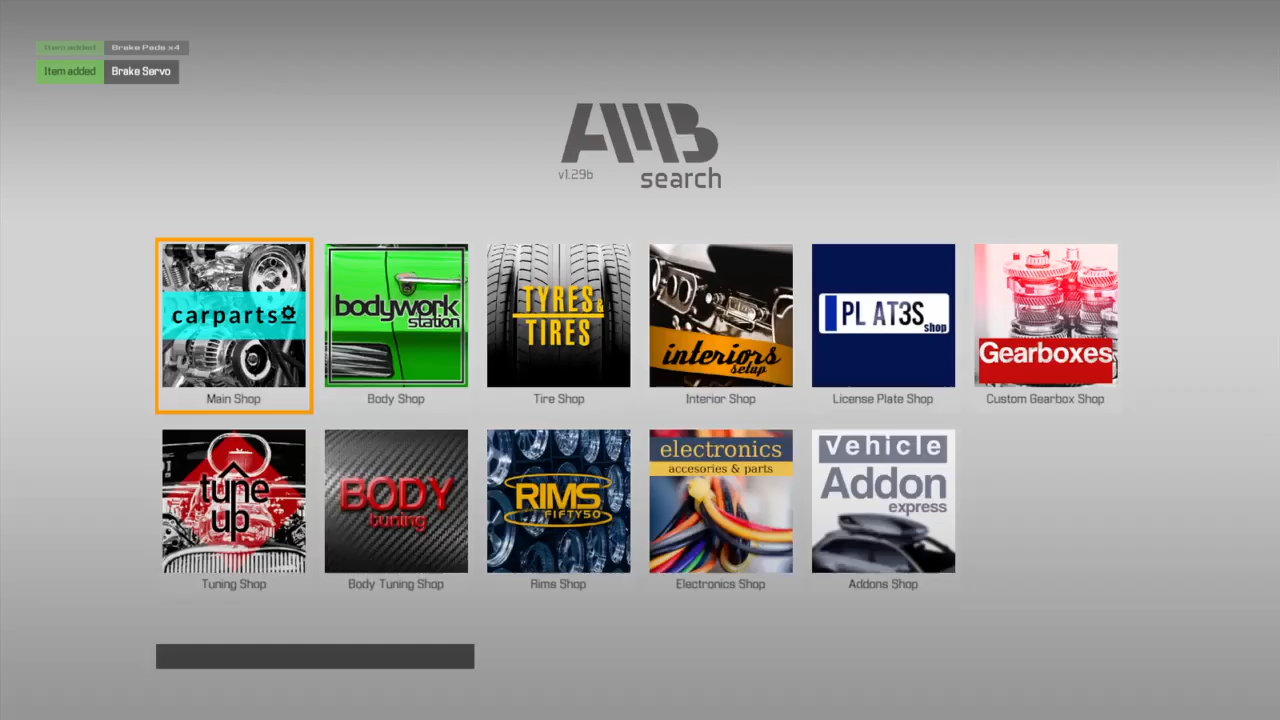 Item added Brake Pads x4
Item added Brake Servo
AMB
v1.29b search
carparts
bodywork
station
TYRES&
TIRES
interiors
setup
PL AT3S
shop
Gearboxes
Main Shop
Body Shop
Tire Shop
Interior Shop
License Plate Shop
Custom Gearbox Shop
tune
up
BODY
tuning
RIMS
FIFTY50
electronics
accesories & parts
vehicle
Addon
express
Tuning Shop
Body Tuning Shop
Rims Shop
Electronics Shop
Addons Shop